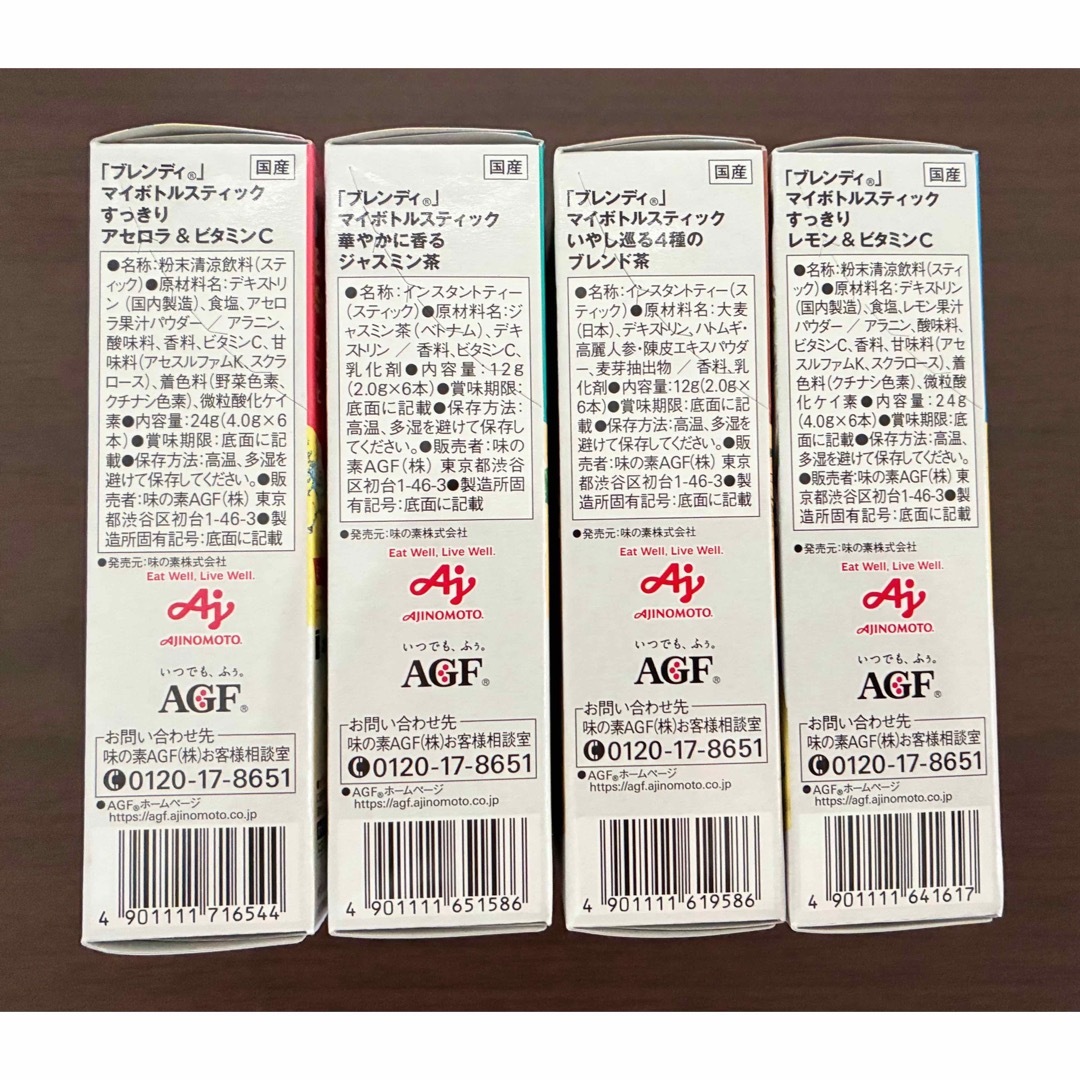 「ブレンディ®」
国産
マイボトルスティック
すっきり
アセロラ&ビタミンC
●名称:粉末清涼飲料(スティ
ック)●原材料名:デキストリ
ン(国内製造)、食塩、アセロ
ラ果汁パウダー／アラニン、
酸味料、香料、ビタミンC、甘
味料(アセスルファムK、スクラ
ロース)、着色料(野菜色素、
クチナシ色素)、微粒酸化ケイ
素●内容量:24g(4.0g×6
本)●賞味期限:底面に記
載●保存方法:高温、多湿
を避けて保存してください。●販
売者:味の素AGF(株) 東京
都渋谷区初台1-46-3●製
造所固有記号:底面に記載
●発売元:味の素株式会社
Eat Well, Live Well.
Aj
AJINOMOTO®
いつでも、ふぅ。
AGF®
お問い合わせ先
味の素AGF(株)お客様相談室
0120-17-8651
●AGF®ホームページ
https://agf.ajinomoto.co.jp
4 901111 716544
「ブレンディ®」
国産
マイボトルスティック
華やかに香る
ジャスミン茶
●名称:インスタントティー
(スティック)●原材料名:ジ
ャスミン茶(ベトナム)、デキ
ストリン／香料、ビタミンC、
乳化剤●内容量:12g
(2.0g×6本)●賞味期限:
底面に記載●保存方法:
高温、多湿を避けて保存し
てください。●販売者:味の
素AGF(株) 東京都渋谷
区初台1-46-3●製造所固
有記号:底面に記載
●発売元:味の素株式会社
Eat Well, Live Well.
Aj
AJINOMOTO®
いつでも、ふぅ。
AGF®
お問い合わせ先
味の素AGF(株)お客様相談室
0120-17-8651
●AGF®ホームページ
https://agf.ajinomoto.co.jp
4 901111 651586
「ブレンディ®」
国産
マイボトルスティック
いやし巡る4種の
ブレンド茶
●名称:インスタントティー(ス
ティック)●原材料名:大麦
(日本)、デキストリン、ハトムギ・
高麗人参・陳皮エキスパウダ
ー、麦芽抽出物／香料、乳
化剤●内容量:12g(2.0g×
6本)●賞味期限:底面に記
載●保存方法:高温、多湿を
避けて保存してください。●販
売者:味の素AGF(株) 東京
都渋谷区初台1-46-3●製
造所固有記号:底面に記載
●発売元:味の素株式会社
Eat Well, Live Well.
Aj
AJINOMOTO®
いつでも、ふぅ。
AGF®
お問い合わせ先
味の素AGF(株)お客様相談室
0120-17-8651
●AGF®ホームページ
https://agf.ajinomoto.co.jp
4 901111 619586
「ブレンディ®」
国産
マイボトルスティック
すっきり
レモン&ビタミンC
●名称:粉末清涼飲料(スティ
ック)●原材料名:デキストリン
(国内製造)、食塩、レモン果汁
パウダー／アラニン、酸味料、
ビタミンC、香料、甘味料(アセス
ルファムK、スクラロース)、着
色料(クチナシ色素)、微粒酸
化ケイ素●内容量:24g
(4.0g×6本)●賞味期限:
底面に記載●保存方法:高温、
多湿を避けて保存してください。
●販売者:味の素AGF(株) 東
京都渋谷区初台1-46-3●製
造所固有記号:底面に記載
●発売元:味の素株式会社
Eat Well, Live Well.
Aj
AJINOMOTO®
いつでも、ふぅ。
AGF®
お問い合わせ先
味の素AGF(株)お客様相談室
0120-17-8651
●AGF®ホームページ
https://agf.ajinomoto.co.jp
4 901111 641617